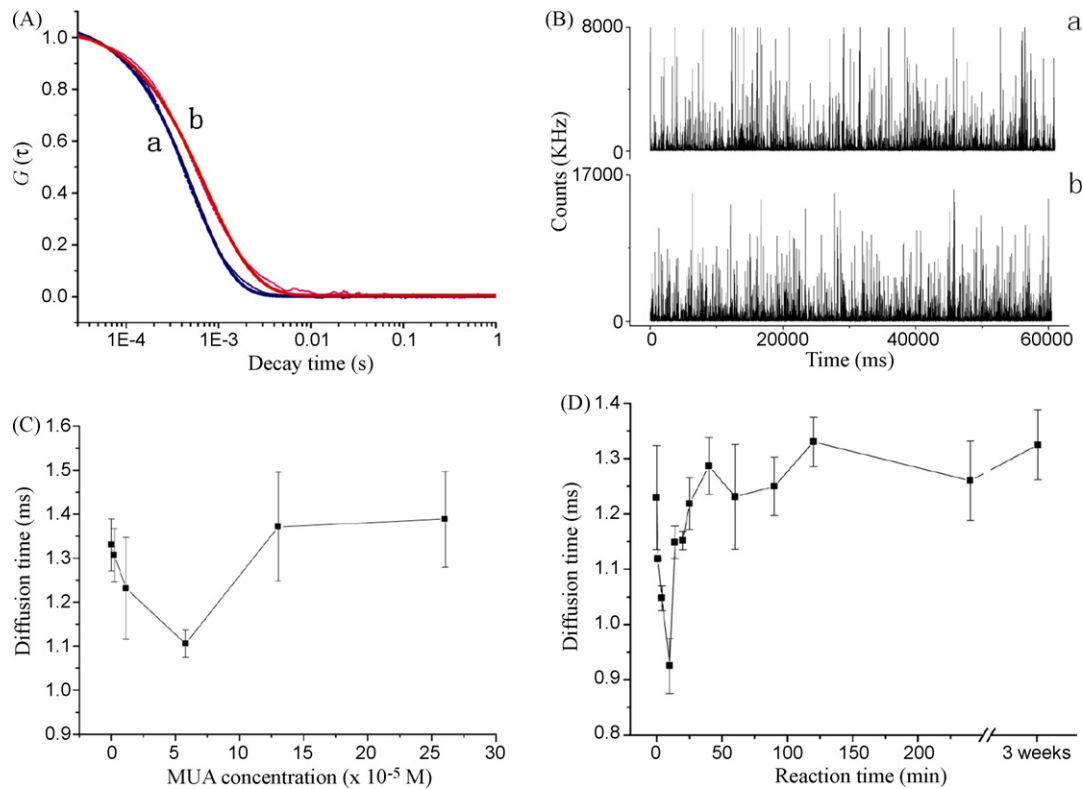 (A)
1.0
0.8
0.6
0.4
0.2
0.0
G (τ)
a
b
1E-4
1E-3
0.01
0.1
1
Decay time (s)
(B)
a
8000
0
b
17000
0
Counts (KHz)
0
20000
40000
60000
Time (ms)
(C)
1.6
1.5
1.4
1.3
1.2
1.1
1.0
0.9
Diffusion time (ms)
0
5
10
15
20
25
30
MUA concentration (x 10⁻⁵ M)
(D)
1.4
1.3
1.2
1.1
1.0
0.9
0.8
Diffusion time (ms)
0
50
100
150
200
3 weeks
Reaction time (min)